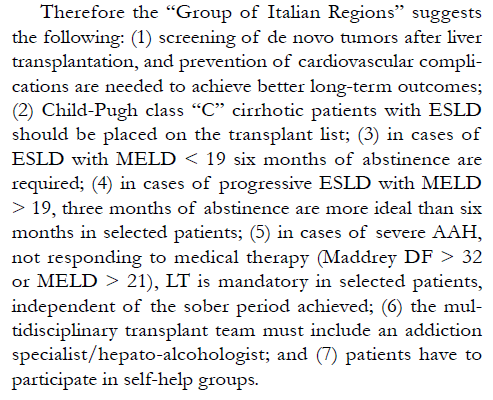 Therefore the “Group of Italian Regions” suggests
the following: (1) screening of de novo tumors after liver
transplantation, and prevention of cardiovascular compli-
cations are needed to achieve better long-term outcomes;
(2) Child-Pugh class “C” cirrhotic patients with ESLD
should be placed on the transplant list; (3) in cases of
ESLD with MELD < 19 six months of abstinence are
required; (4) in cases of progressive ESLD with MELD
> 19, three months of abstinence are more ideal than six
months in selected patients; (5) in cases of severe AAH,
not responding to medical therapy (Maddrey DF > 32
or MELD > 21), LT is mandatory in selected patients,
independent of the sober period achieved; (6) the mul-
tidisciplinary transplant team must include an addiction
specialist/hepato-alcohologist; and (7) patients have to
participate in self-help groups.